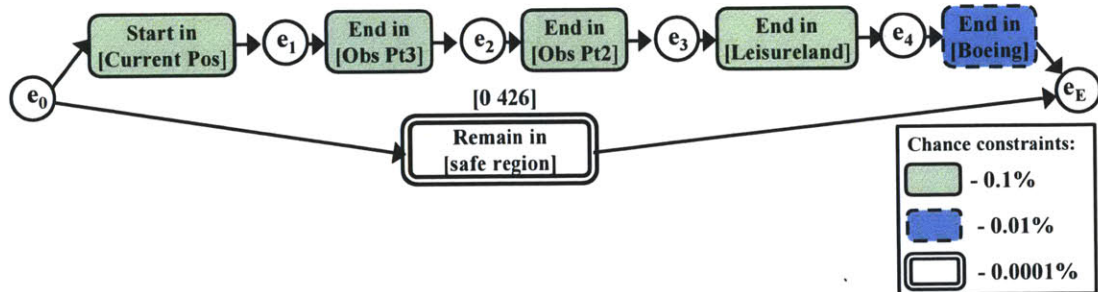 Start in
[Current Pos]
e1
End in
[Obs Pt3]
e2
End in
[Obs Pt2]
e3
End in
[Leisureland]
e4
End in
[Boeing]
e0
eE
[0 426]
Remain in
[safe region]
Chance constraints:
- 0.1%
- 0.01%
- 0.0001%